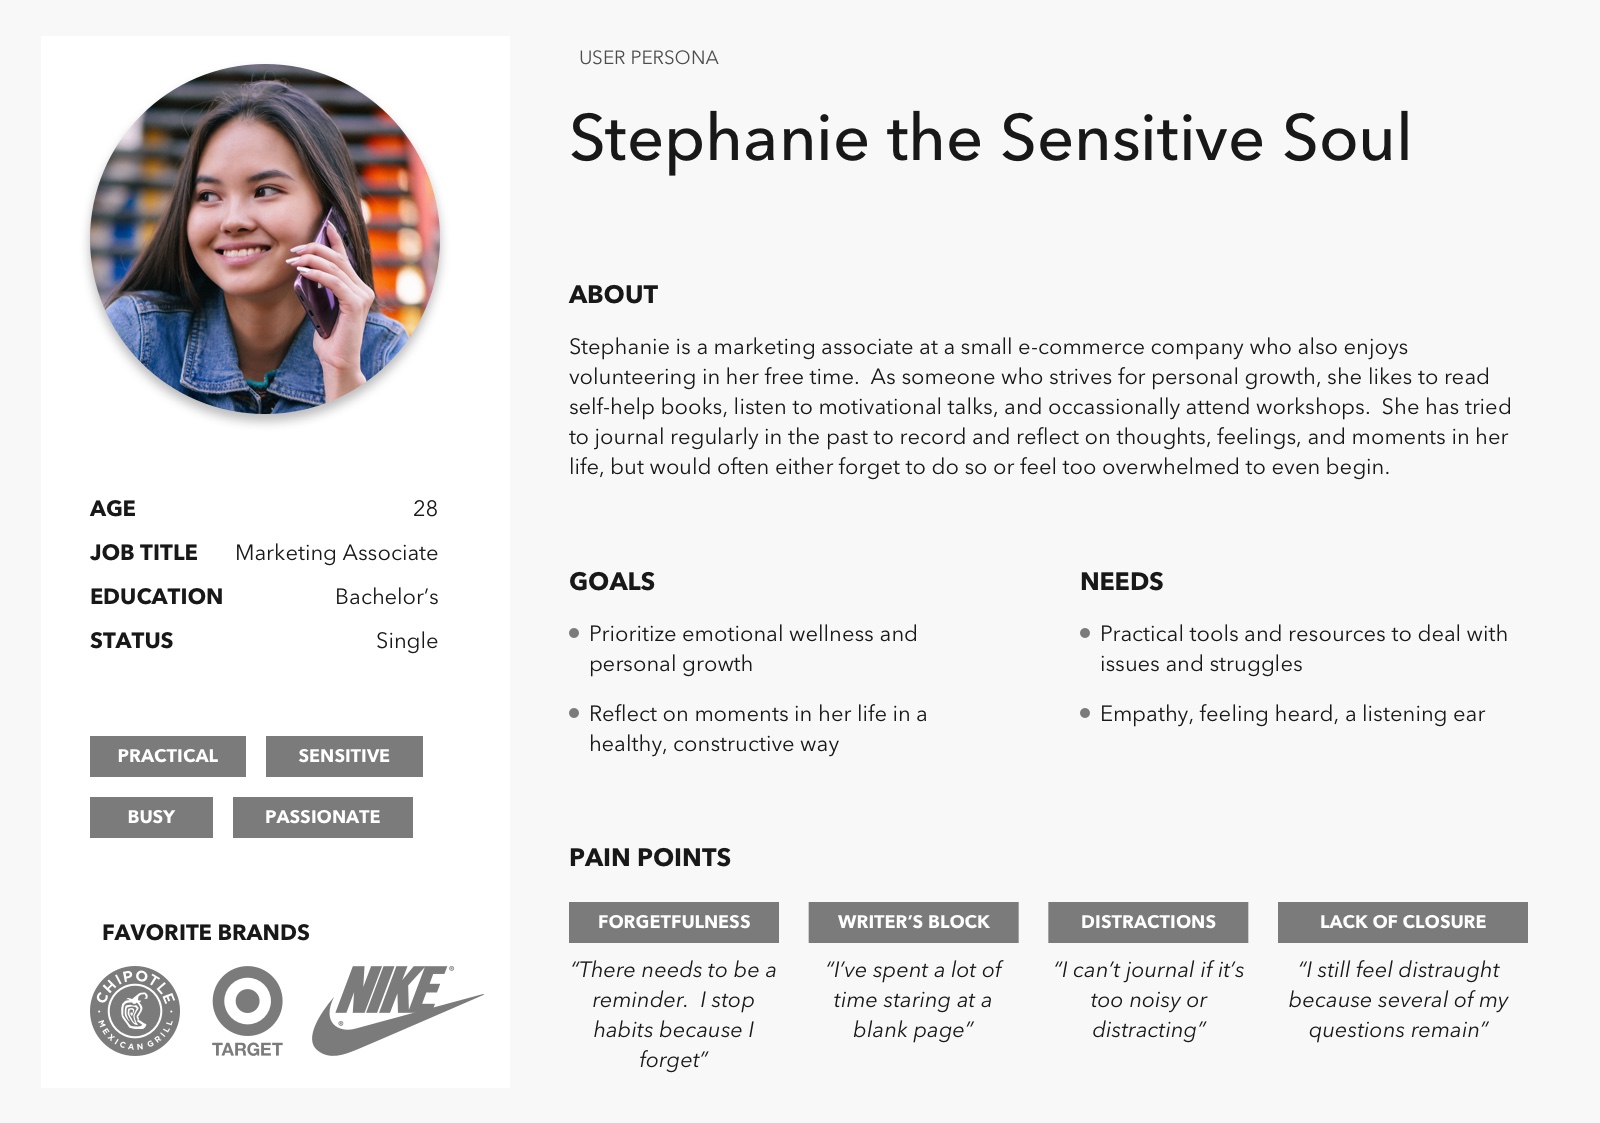 USER PERSONA
Stephanie the Sensitive Soul
ABOUT
Stephanie is a marketing associate at a small e-commerce company who also enjoys
volunteering in her free time.  As someone who strives for personal growth, she likes to read
self-help books, listen to motivational talks, and occassionally attend workshops.  She has tried
to journal regularly in the past to record and reflect on thoughts, feelings, and moments in her
life, but would often either forget to do so or feel too overwhelmed to even begin.
AGE 28
JOB TITLE Marketing Associate
EDUCATION Bachelor’s
STATUS Single
PRACTICAL SENSITIVE
BUSY PASSIONATE
FAVORITE BRANDS
CHIPOTLE
MEXICAN GRILL
TARGET
NIKE
GOALS
Prioritize emotional wellness and
personal growth
Reflect on moments in her life in a
healthy, constructive way
NEEDS
Practical tools and resources to deal with
issues and struggles
Empathy, feeling heard, a listening ear
PAIN POINTS
FORGETFULNESS
“There needs to be a
reminder.  I stop
habits because I
forget”
WRITER’S BLOCK
“I’ve spent a lot of
time staring at a
blank page”
DISTRACTIONS
“I can’t journal if it’s
too noisy or
distracting”
LACK OF CLOSURE
“I still feel distraught
because several of my
questions remain”